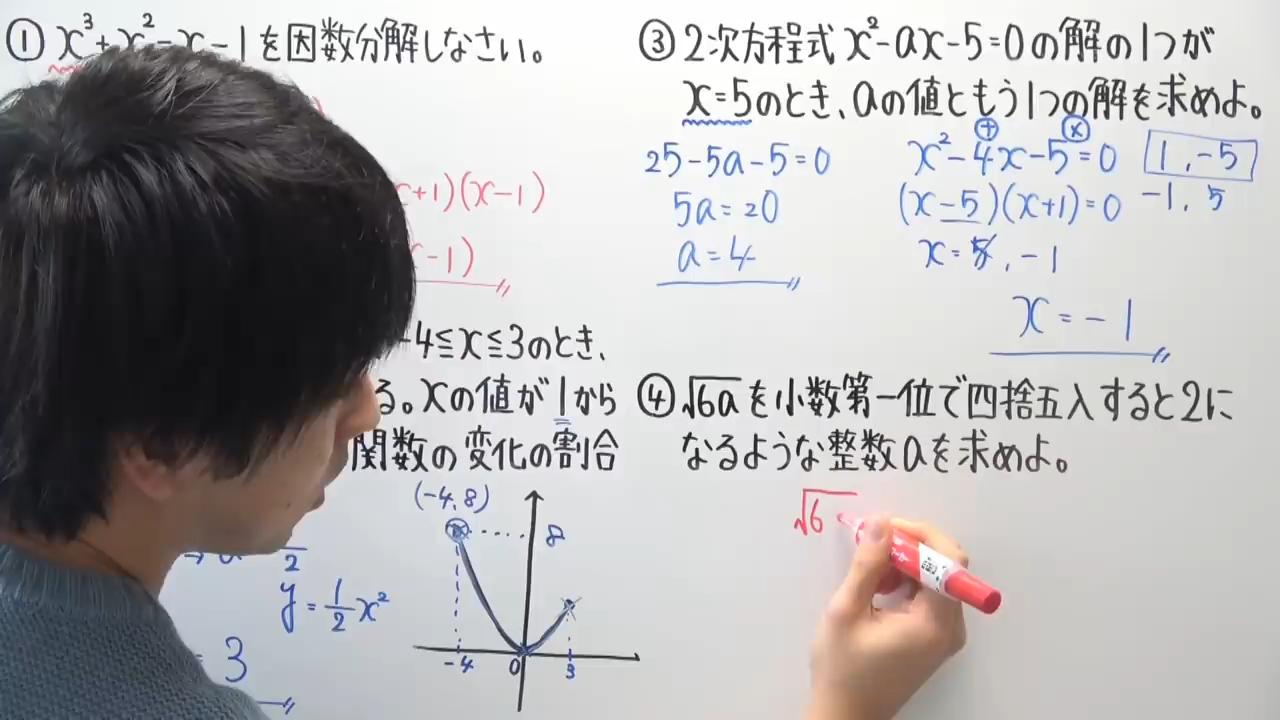 ① x³+x²-x-1を因数分解しなさい。
+1)(x-1)
-1)
-4≦x≦3のとき、
る。xの値が1から
関数の変化の割合
(-4,8)
8
2
y=1/2x²
= 3
-4 0 3
③ 2次方程式x²-ax-5=0の解の1つが
x=5のとき、aの値ともう1つの解を求めよ。
25-5a-5=0
5a=20
a=4
+ ×
x²-4x-5=0
(x-5)(x+1)=0
x=5,-1
x=-1
1,-5
-1,5
④ √6aを小数第一位で四捨五入すると2に
なるような整数aを求めよ。
√6